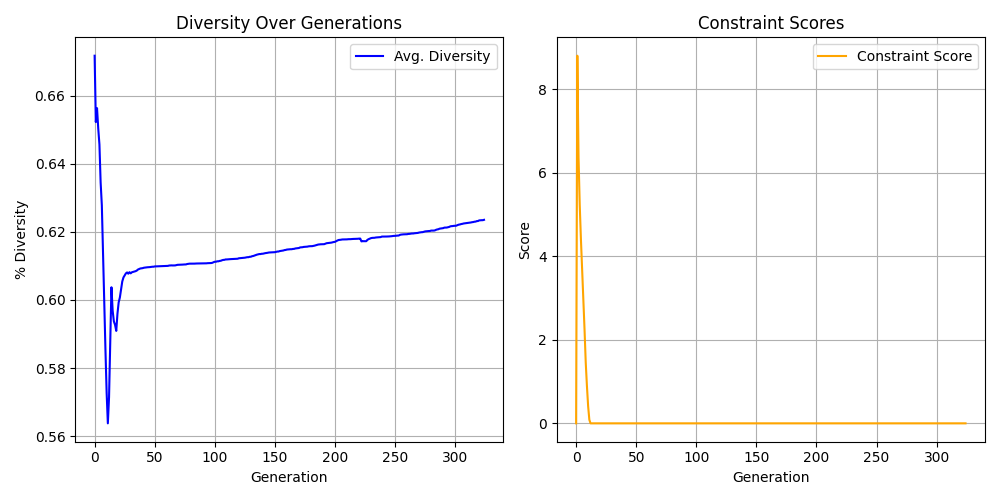 Diversity Over Generations
Avg. Diversity
% Diversity
0.66
0.64
0.62
0.60
0.58
0.56
0 50 100 150 200 250 300
Generation
Constraint Scores
Constraint Score
Score
8
6
4
2
0
0 50 100 150 200 250 300
Generation